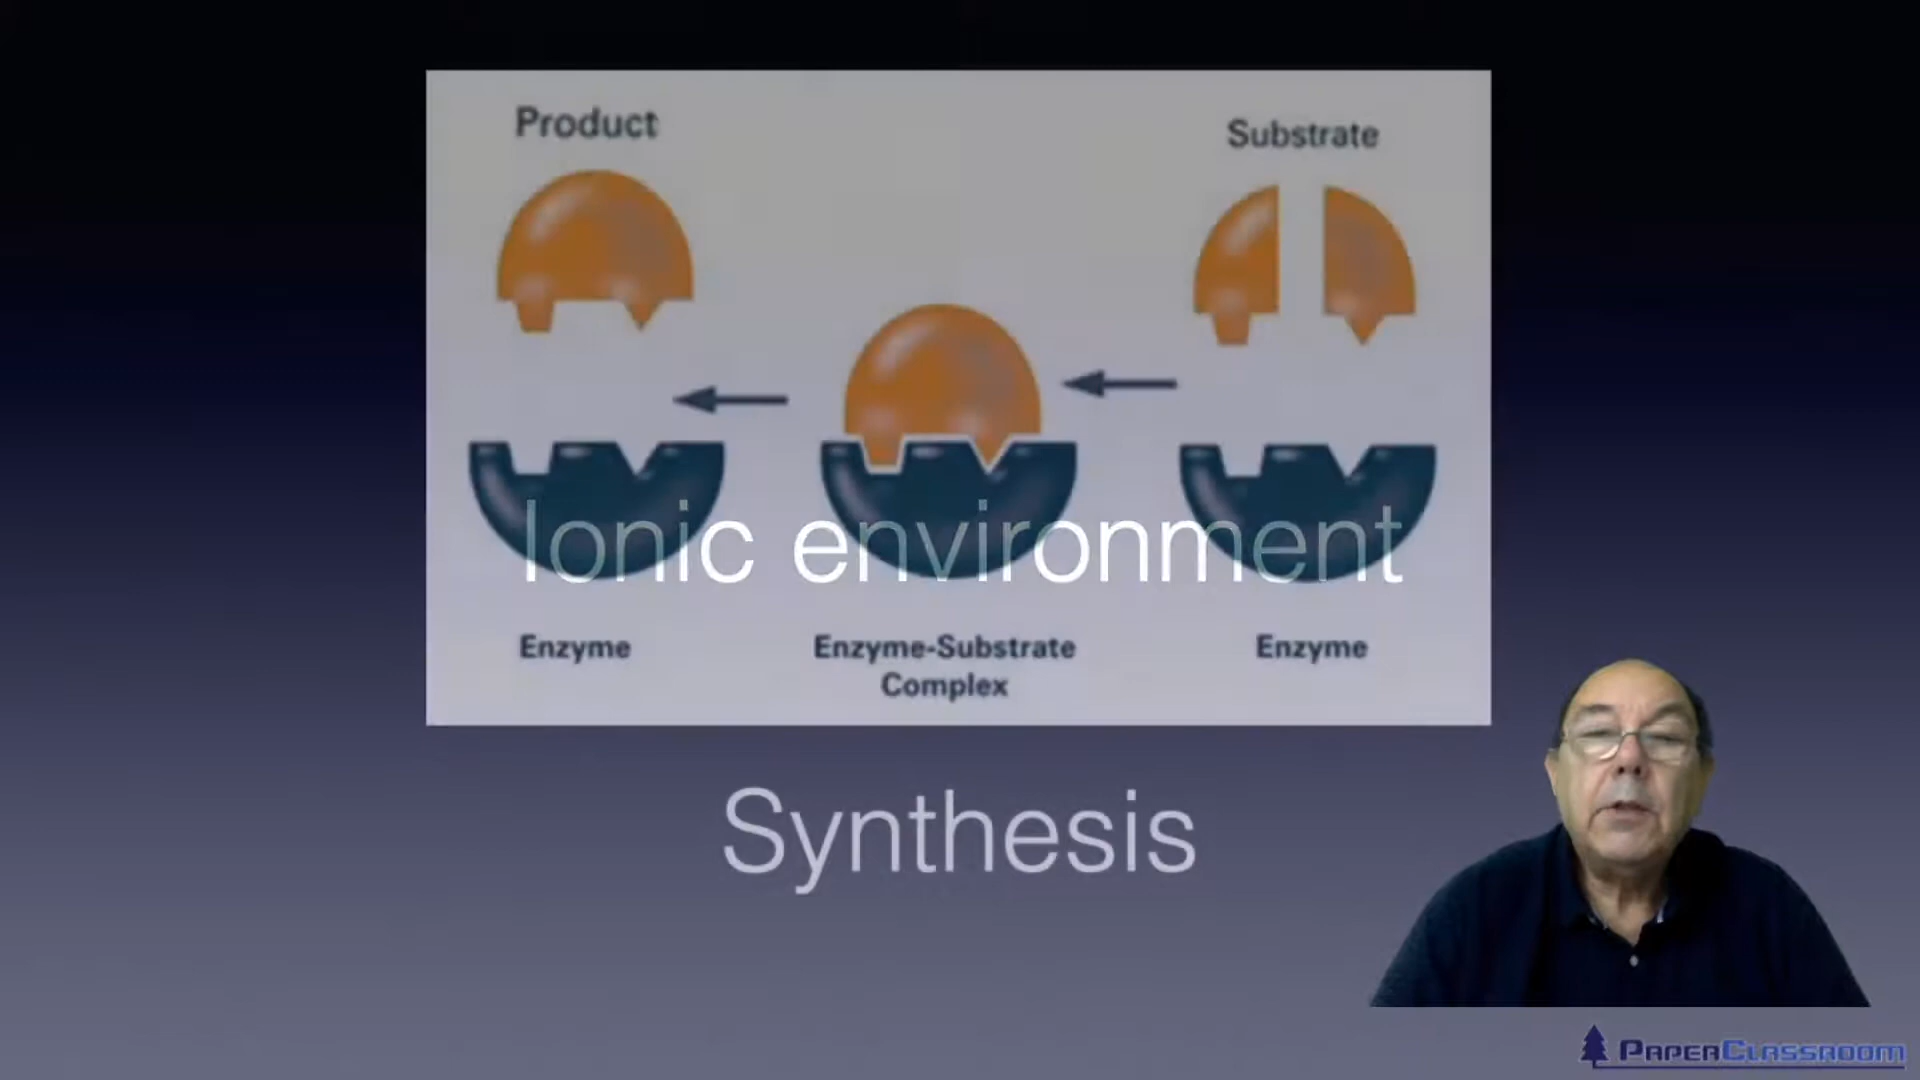 Product
Substrate
Ionic environment
Enzyme
Enzyme-Substrate
Complex
Enzyme
Synthesis
PaperClassroom